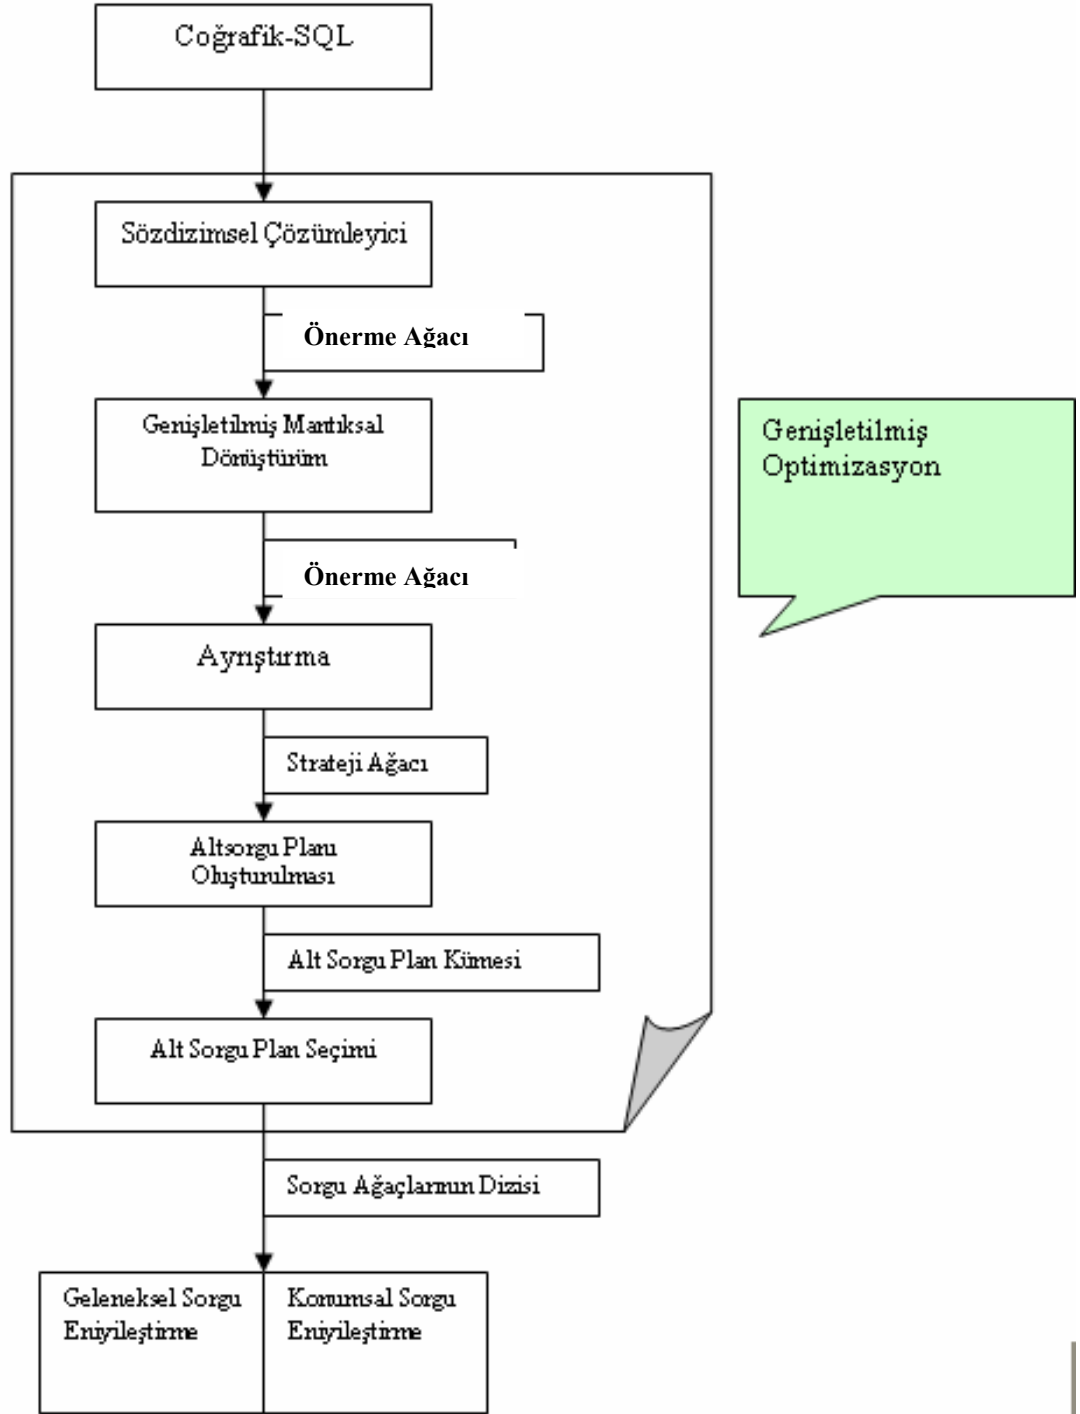 Coğrafik-SQL
Sözdizimsel Çözümleyici
Önerme Ağacı
Genişletilmiş Mantıksal
Dönüştürüm
Genişletilmiş
Optimizasyon
Önerme Ağacı
Ayrıştırma
Strateji Ağacı
Altsorgu Planı
Oluşturulması
Alt Sorgu Plan Kümesi
Alt Sorgu Plan Seçimi
Sorgu Ağaçlarının Dizisi
Geleneksel Sorgu
Eniyileştirme
Konumsal Sorgu
Eniyileştirme